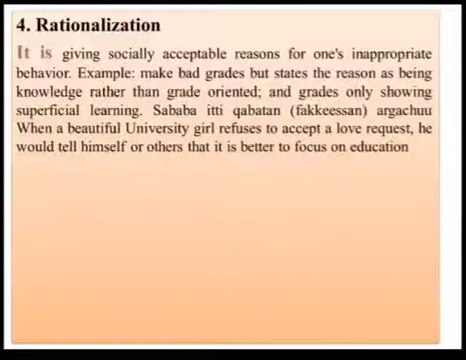 4. Rationalization
It is giving socially acceptable reasons for one's inappropriate
behavior. Example: make bad grades but states the reason as being
knowledge rather than grade oriented; and grades only showing
superficial learning. Sababa itti qabatan (fakkeessan) argachuu
When a beautiful University girl refuses to accept a love request, he
would tell himself or others that it is better to focus on education